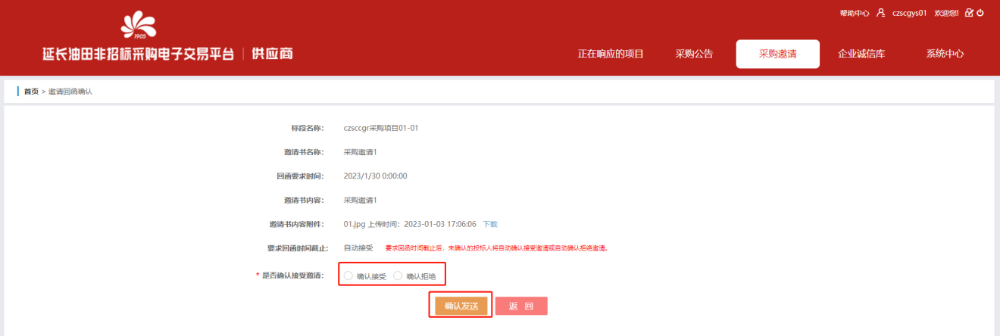 帮助中心 czscgys01 欢迎您!
1905
延长油田非招标采购电子交易平台 | 供应商
正在响应的项目 采购公告 采购邀请 企业诚信库 系统中心
首页 > 邀请回函确认
标段名称: czsccgr采购项目01-01
邀请书名称: 采购邀请1
回函要求时间: 2023/1/30 0:00:00
邀请书内容: 采购邀请1
邀请书内容附件: 01.jpg 上传时间: 2023-01-03 17:06:06 下载
要求回函时间截止: 自动接受 要求回函时间截止后，未确认的投标人将自动确认接受邀请或自动确认拒绝邀请。
* 是否确认接受邀请: 确认接受 确认拒绝
确认发送 返 回